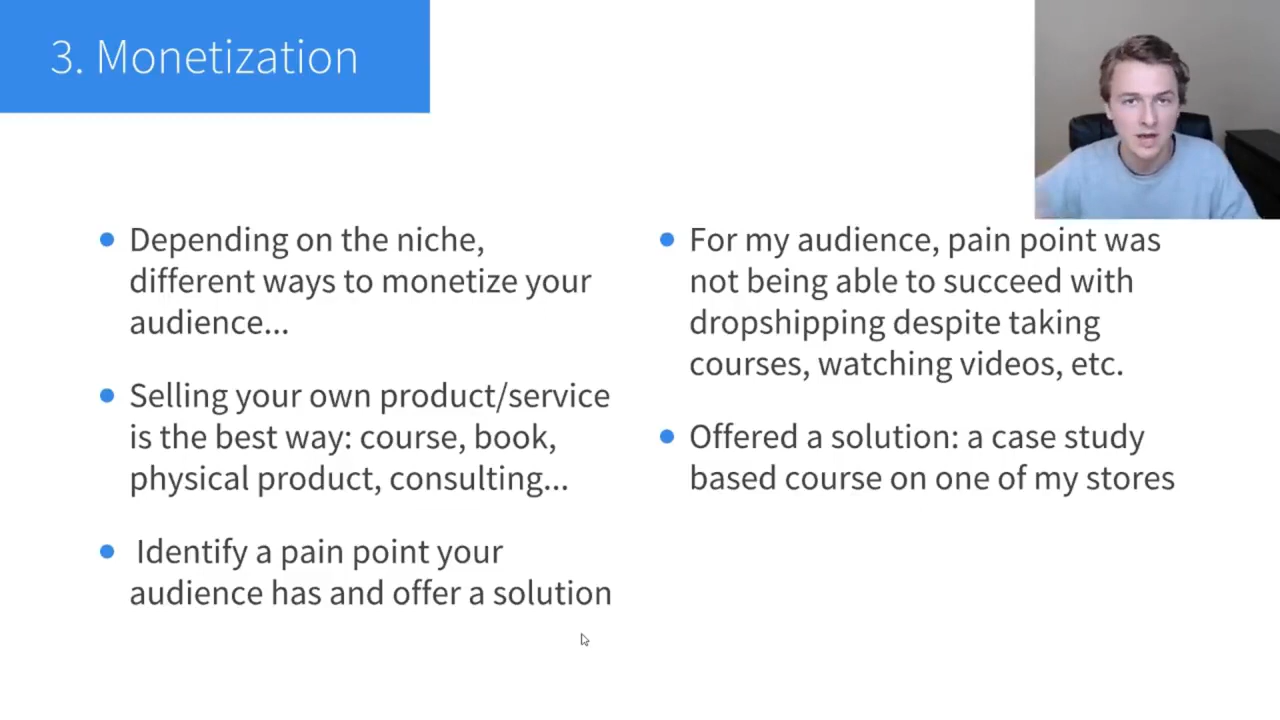 3. Monetization
Depending on the niche,
different ways to monetize your
audience...
Selling your own product/service
is the best way: course, book,
physical product, consulting...
Identify a pain point your
audience has and offer a solution
For my audience, pain point was
not being able to succeed with
dropshipping despite taking
courses, watching videos, etc.
Offered a solution: a case study
based course on one of my stores